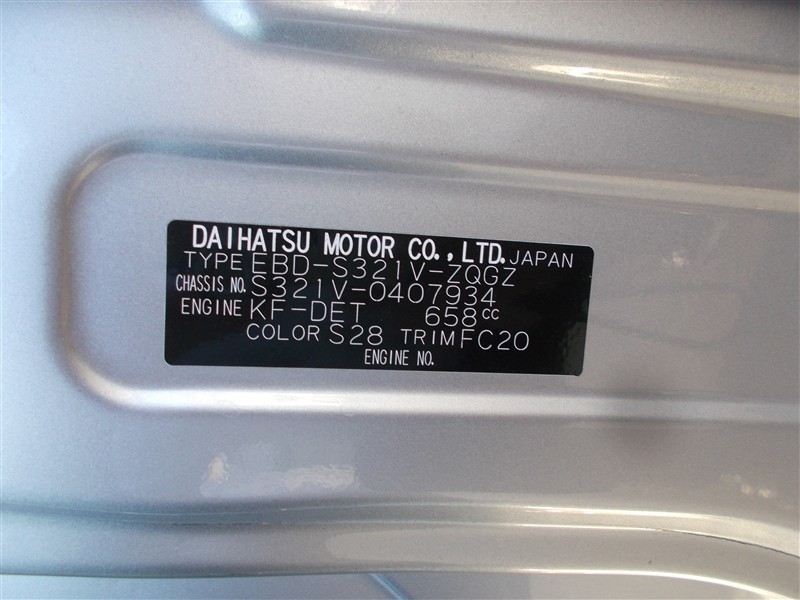 DAIHATSU MOTOR CO., LTD. JAPAN
TYPE EBD-S321V-ZQGZ
CHASSIS NO. S321V-0407934
ENGINE KF-DET 658CC
COLOR S28 TRIM FC20
ENGINE NO.